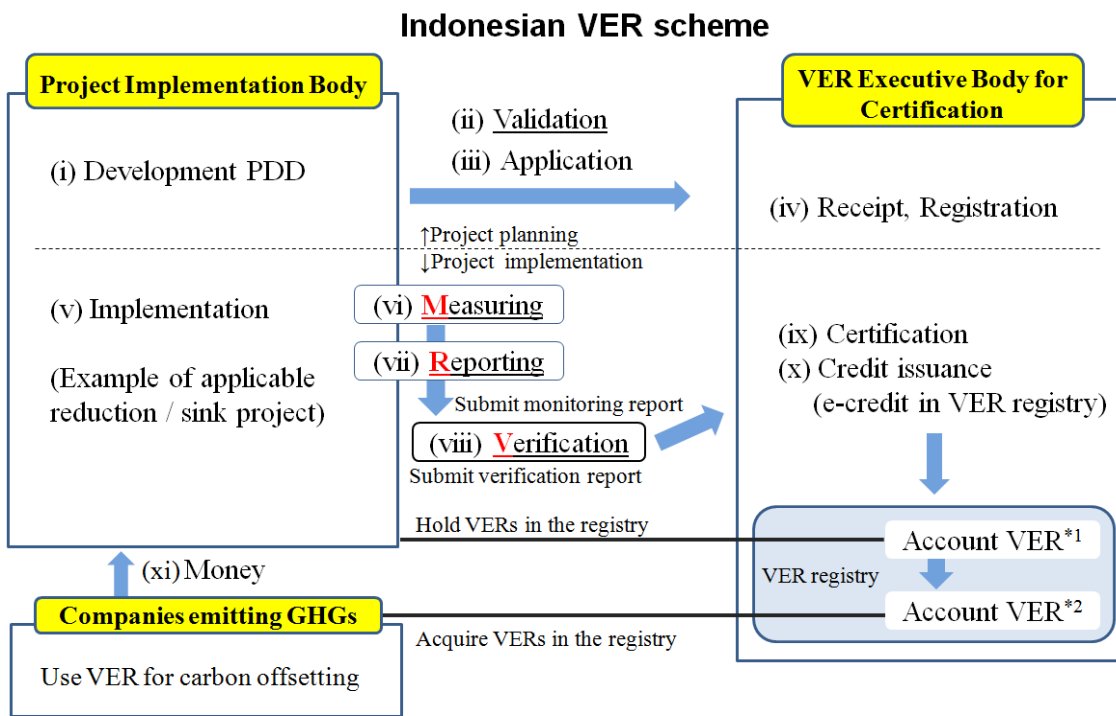 Indonesian VER scheme
Project Implementation Body
VER Executive Body for
Certification
(i) Development PDD
(ii) Validation
(iii) Application
(iv) Receipt, Registration
↑Project planning
↓Project implementation
(v) Implementation
(Example of applicable
reduction / sink project)
(vi) Measuring
(vii) Reporting
Submit monitoring report
(viii) Verification
Submit verification report
(ix) Certification
(x) Credit issuance
(e-credit in VER registry)
Hold VERs in the registry
Account VER*1
VER registry
Account VER*2
(xi) Money
Companies emitting GHGs
Acquire VERs in the registry
Use VER for carbon offsetting